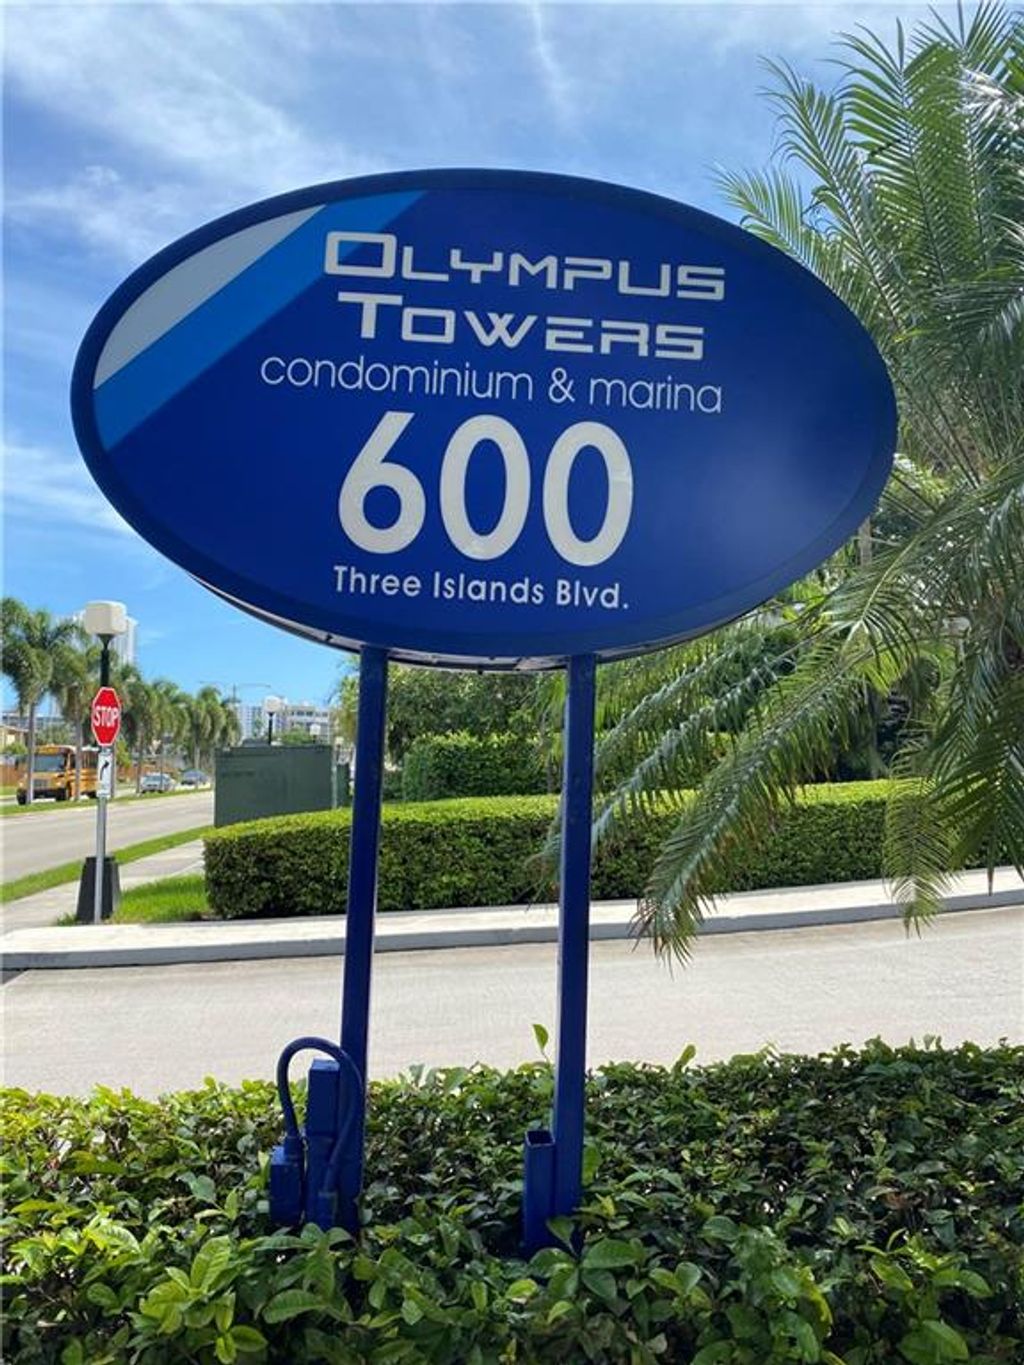 OLYMPUS
TOWERS
condominium & marina
600
Three Islands Blvd.
STOP